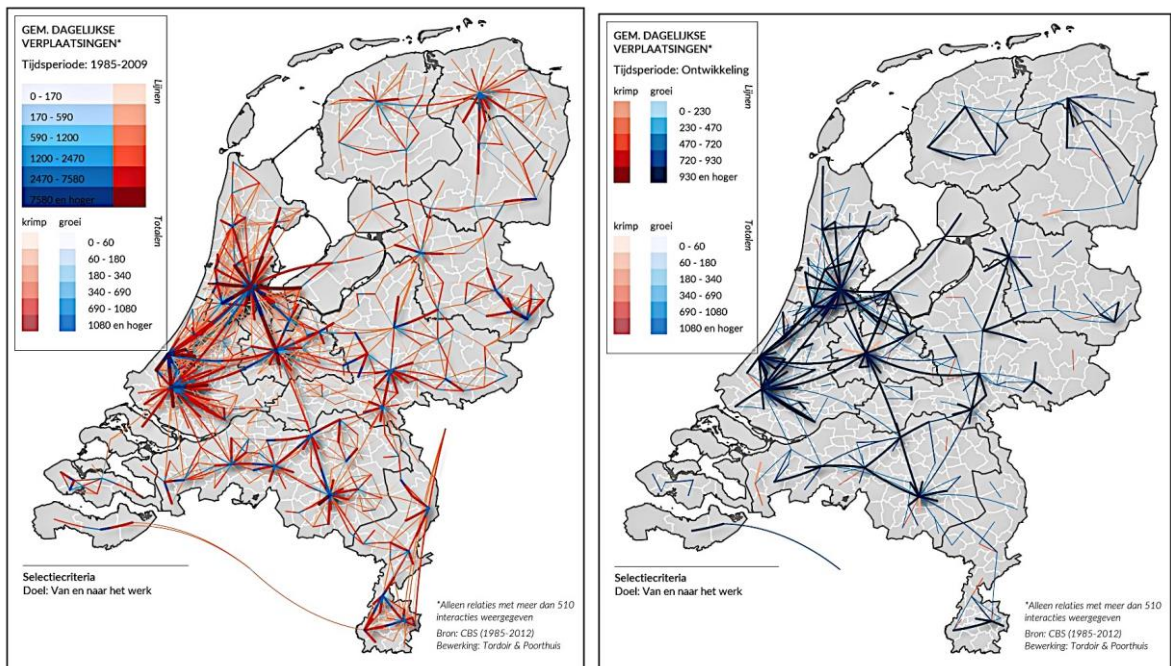 GEM. DAGELIJKSE
VERPLAATSINGEN*
Tijdsperiode: 1985-2009
Lijnen
0 - 170
170 - 590
590 - 1200
1200 - 2470
2470 - 7580
7580 en hoger
krimp groei
Totalen
0 - 60
60 - 180
180 - 340
340 - 690
690 - 1080
1080 en hoger
Selectiecriteria
Doel: Van en naar het werk
*Alleen relaties met meer dan 510
interacties weergegeven
Bron: CBS (1985-2012)
Bewerking: Tordoir & Poorthuis
GEM. DAGELIJKSE
VERPLAATSINGEN*
Tijdsperiode: Ontwikkeling
Lijnen
krimp groei
0 - 230
230 - 470
470 - 720
720 - 930
930 en hoger
Totalen
krimp groei
0 - 60
60 - 180
180 - 340
340 - 690
690 - 1080
1080 en hoger
Selectiecriteria
Doel: Van en naar het werk
*Alleen relaties met meer dan 510
interacties weergegeven
Bron: CBS (1985-2012)
Bewerking: Tordoir & Poorthuis